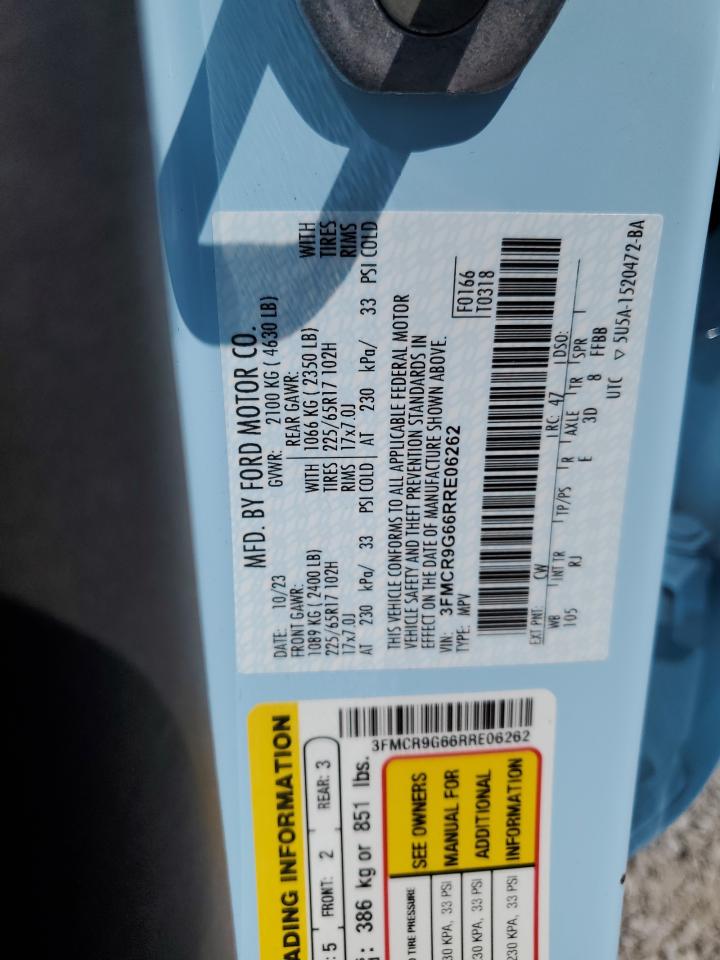 MFD. BY FORD MOTOR CO.
DATE: 10/23 GVWR: 2100 KG ( 4630 LB)
FRONT GAWR: REAR GAWR:
1089 KG ( 2400 LB) WITH 1066 KG ( 2350 LB) WITH
225/65R17 102H TIRES 225/65R17 102H TIRES
17x7.0J RIMS 17x7.0J RIMS
AT 230 kPa/ 33 PSI COLD AT 230 kPa/ 33 PSI COLD
THIS VEHICLE CONFORMS TO ALL APPLICABLE FEDERAL MOTOR
VEHICLE SAFETY AND THEFT PREVENTION STANDARDS IN
EFFECT ON THE DATE OF MANUFACTURE SHOWN ABOVE.
VIN: 3FMCR9G66RRE06262
TYPE: MPV
F0166
T0318
EXT PNT: CW RC: 47 DSO:
WB INT TR TP/PS R AXLE TR SPR
105 RJ E 3D 8 FFBB
UTC ▽ 5U5A-1520472-BA
ADING INFORMATION
: 5 FRONT: 2 REAR: 3
: 386 kg or 851 lbs.
3FMCR9G66RRE06262
TIRE PRESSURE
30 KPA, 33 PSI
30 KPA, 33 PSI
230 KPA, 33 PSI
SEE OWNERS
MANUAL FOR
ADDITIONAL
INFORMATION